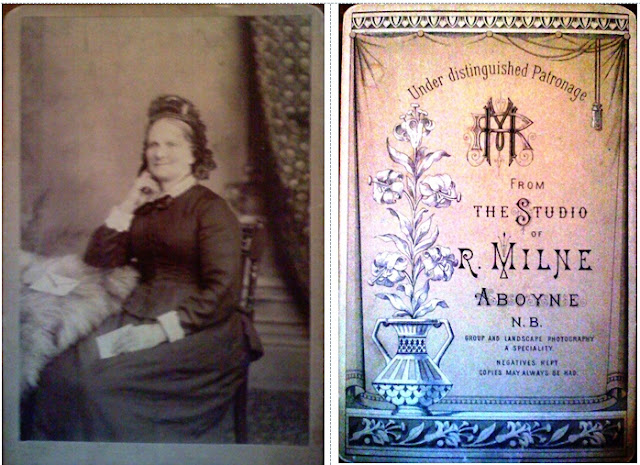 Under distinguished Patronage.
MR
FROM
THE STUDIO
OF
R. MILNE
ABOYNE
N.B.
GROUP AND LANDSCAPE PHOTOGRAPHY
A SPECIALITY.
NEGATIVES KEPT
COPIES MAY ALWAYS BE HAD.